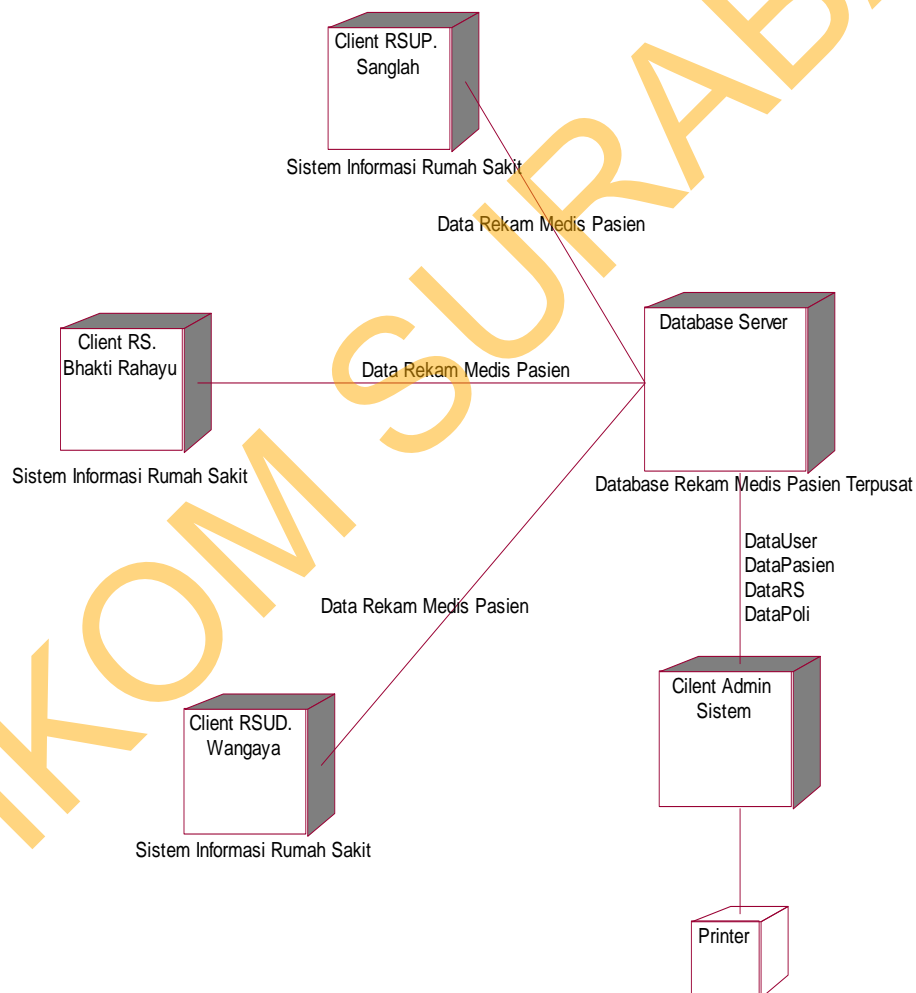 Client RSUP.
Sanglah
Sistem Informasi Rumah Sakit
Data Rekam Medis Pasien
Database Server
Client RS.
Bhakti Rahayu
Data Rekam Medis Pasien
Sistem Informasi Rumah Sakit
Database Rekam Medis Pasien Terpusat
DataUser
DataPasien
DataRS
DataPoli
Data Rekam Medis Pasien
Cilent Admin
Sistem
Client RSUD.
Wangaya
Sistem Informasi Rumah Sakit
Printer
IKOM SURABA